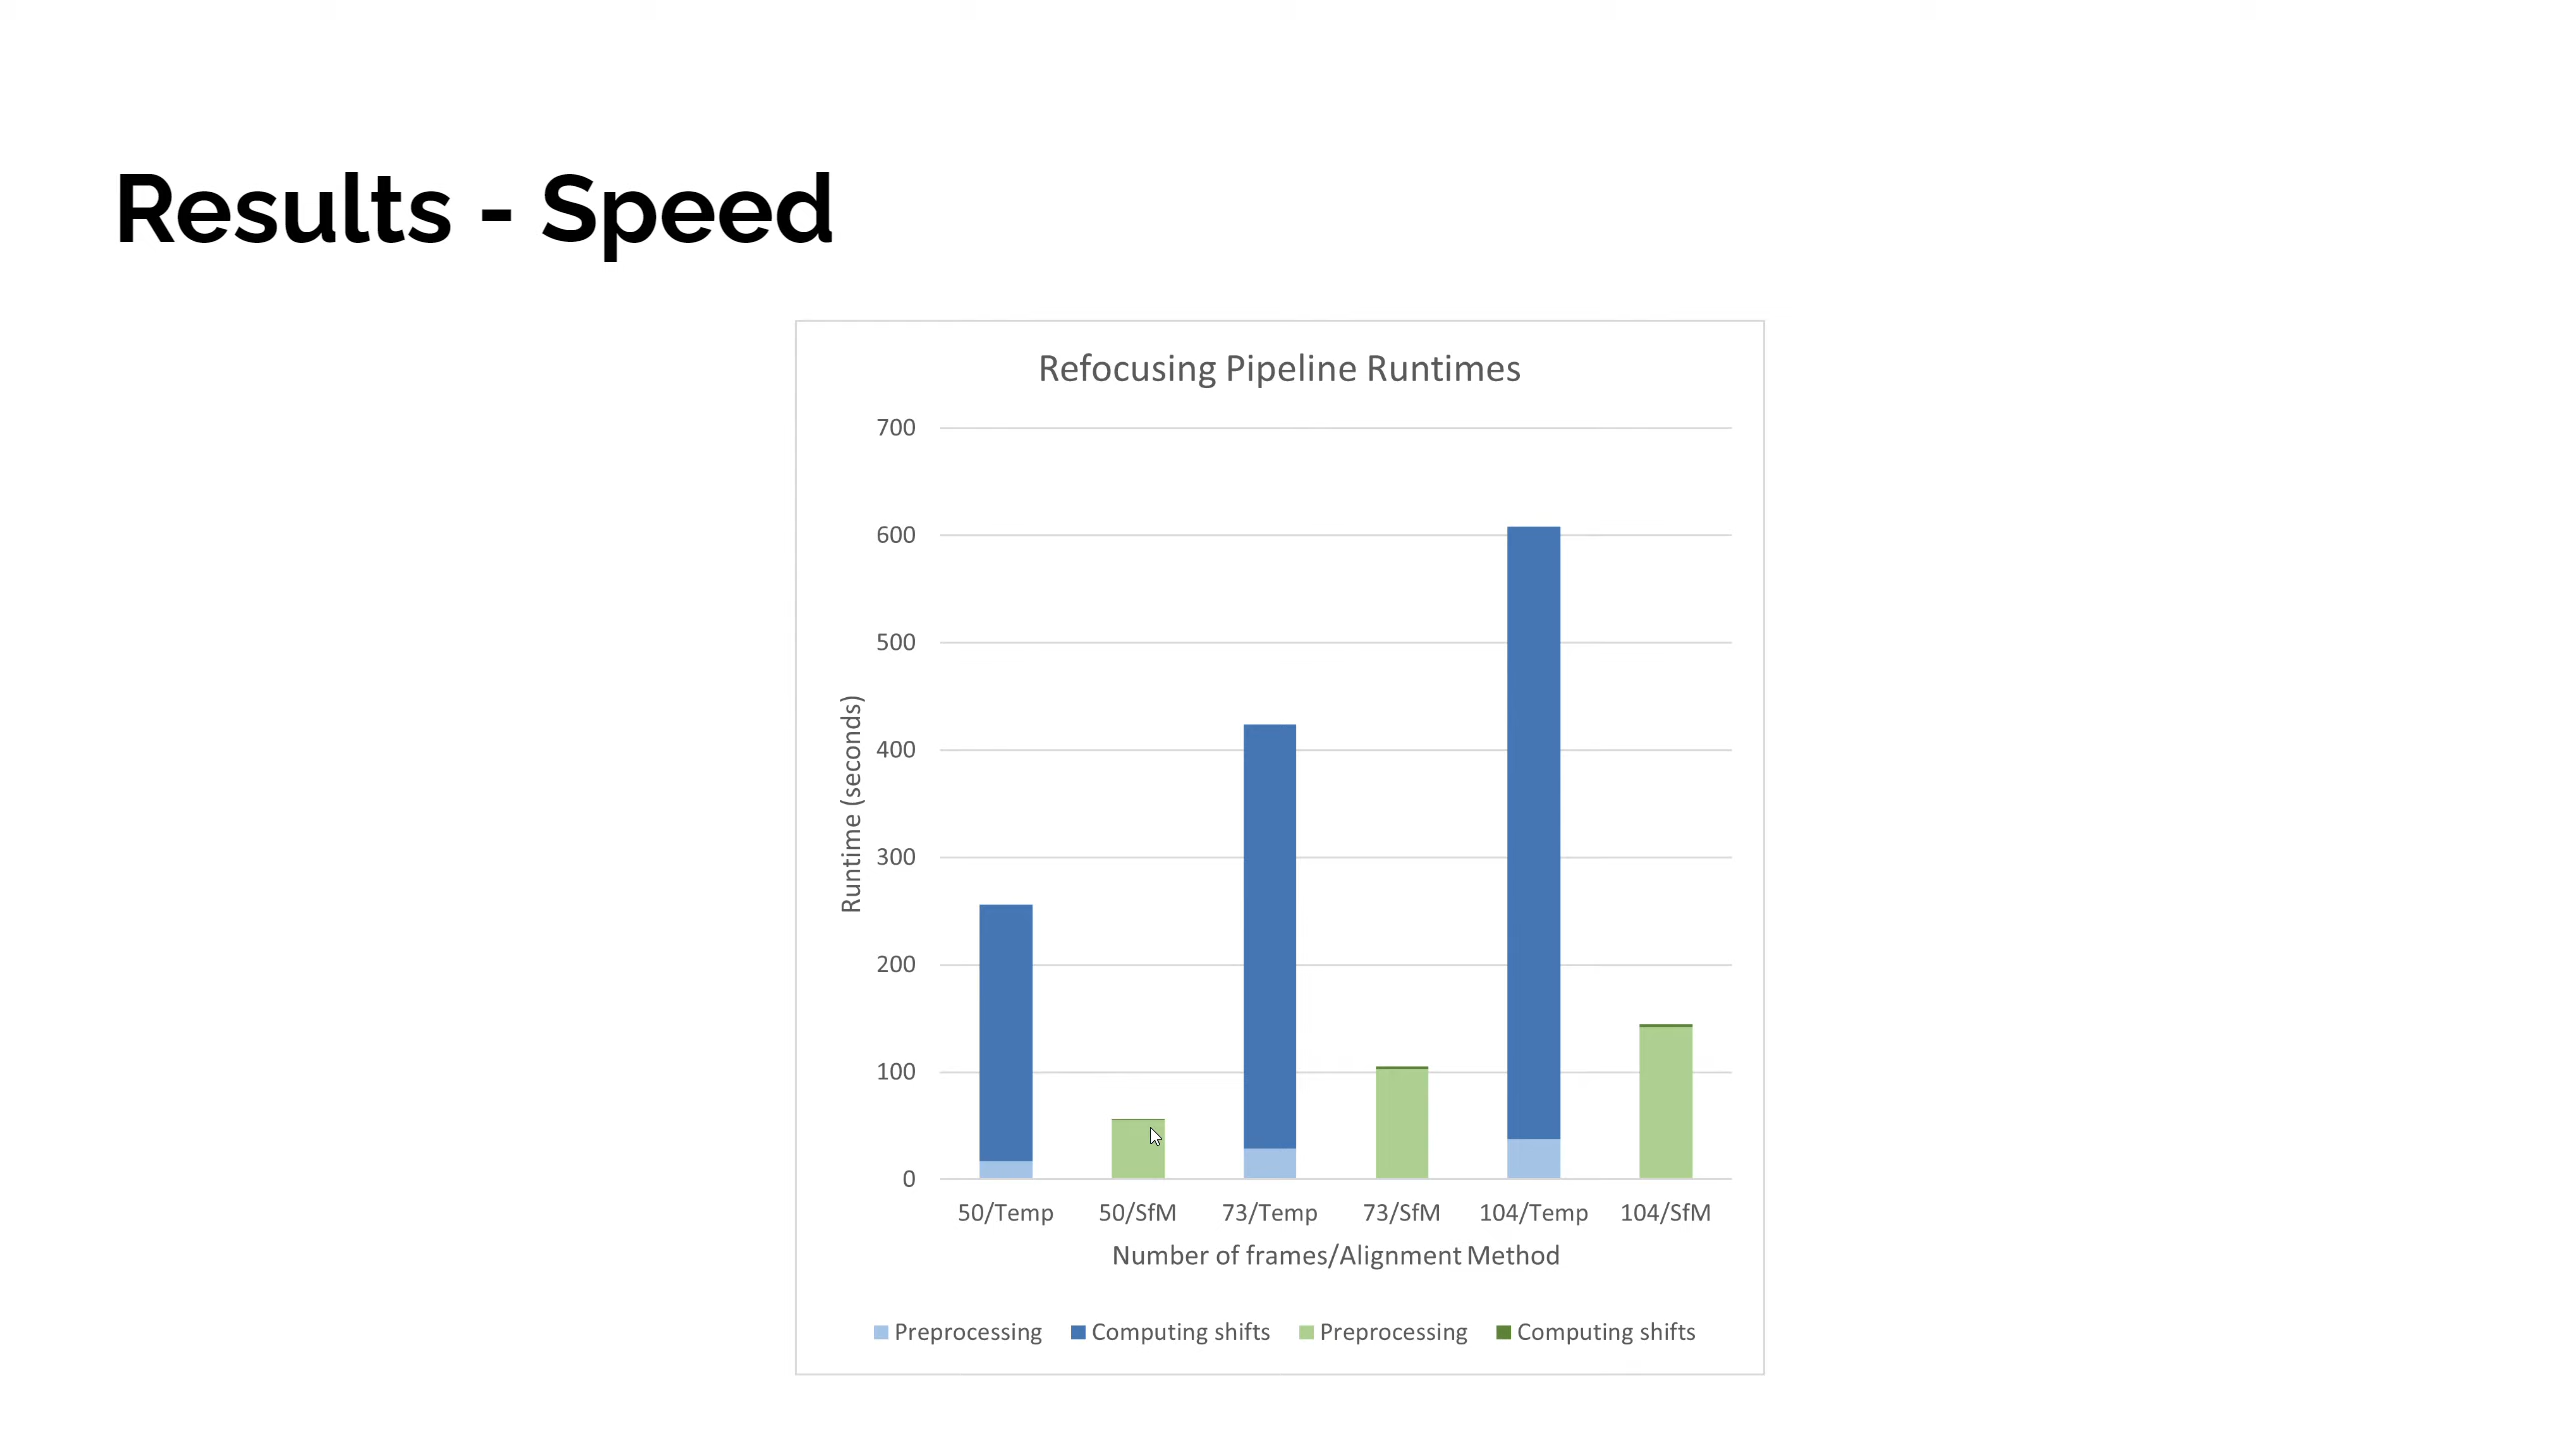 Results - Speed
Refocusing Pipeline Runtimes
700
600
500
400
300
200
100
0
Runtime (seconds)
50/Temp 50/SfM 73/Temp 73/SfM 104/Temp 104/SfM
Number of frames/Alignment Method
Preprocessing Computing shifts Preprocessing Computing shifts